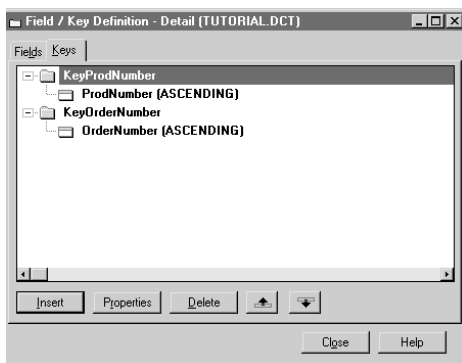 Field / Key Definition - Detail (TUTORIAL.DCT)
Fields Keys
KeyProdNumber
ProdNumber (ASCENDING)
KeyOrderNumber
OrderNumber (ASCENDING)
Insert Properties Delete
Close Help